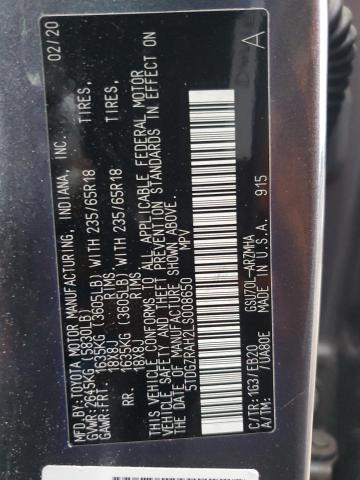 MFD. BY:TOYOTA MOTOR MANUFACTURING, INDIANA, INC. 02/20
GVWR:2645KG (5830LB)
GAWR:FRT. 1635KG (3605LB) WITH 235/65R18 TIRES,
18X8J RIMS
RR. 1635KG (3605LB) WITH 235/65R18 TIRES,
18X8J RIMS
THIS VEHICLE CONFORMS TO ALL APPLICABLE FEDERAL MOTOR
VEHICLE SAFETY AND THEFT PREVENTION STANDARDS IN EFFECT ON
THE DATE OF MANUFACTURE SHOWN ABOVE.
5TDGZRAH2LS008650 MPV
A
C/TR:1G3/FB20 GSU70L-ARZMHA
A/TM: /UA80E U.S.A. 915